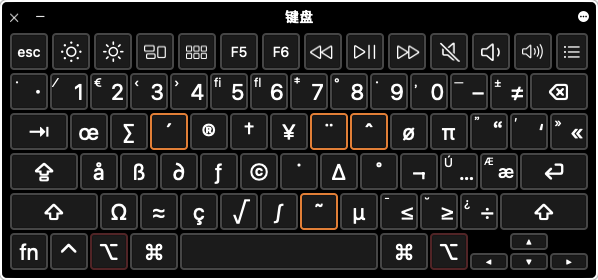 键盘
esc F5 F6
` · ⁄ 1 € 2 ‹ 3 › 4 ﬁ 5 ﬂ 6 ‡ 7 ° 8 · 9 ‚ 0 — – ± ≠
œ ∑ ´ ® † ¥ ¨ ˆ ø π ” “ ’ ‘ » «
å ß ∂ ƒ © ˙ ∆ ˚ ¬ Ú … Æ æ
Ω ≈ ç √ ∫ ˜ µ ¯ ≤ ˘ ≥ ¿ ÷
fn ⌃ ⌥ ⌘ ⌘ ⌥